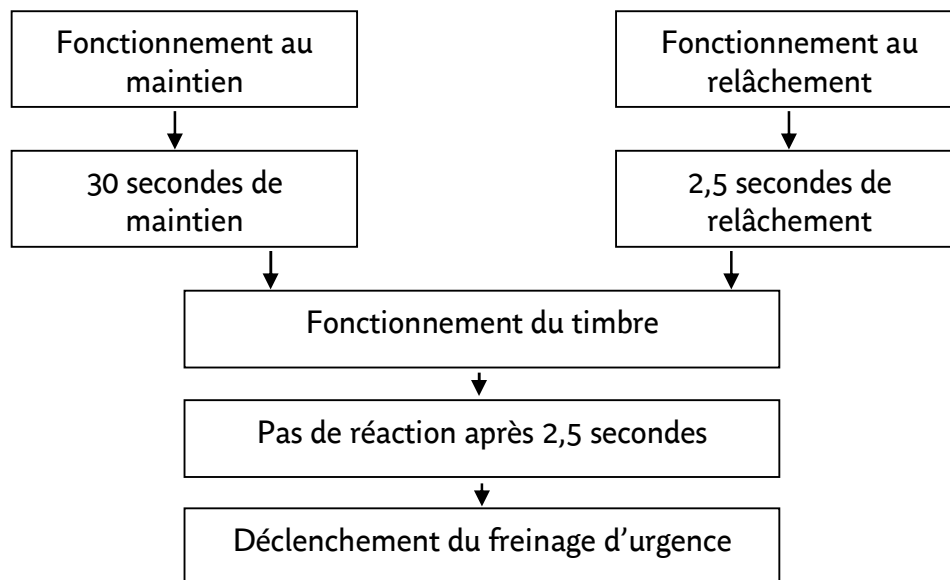 Fonctionnement au
maintien
Fonctionnement au
relâchement
30 secondes de
maintien
2,5 secondes de
relâchement
Fonctionnement du timbre
Pas de réaction après 2,5 secondes
Déclenchement du freinage d’urgence